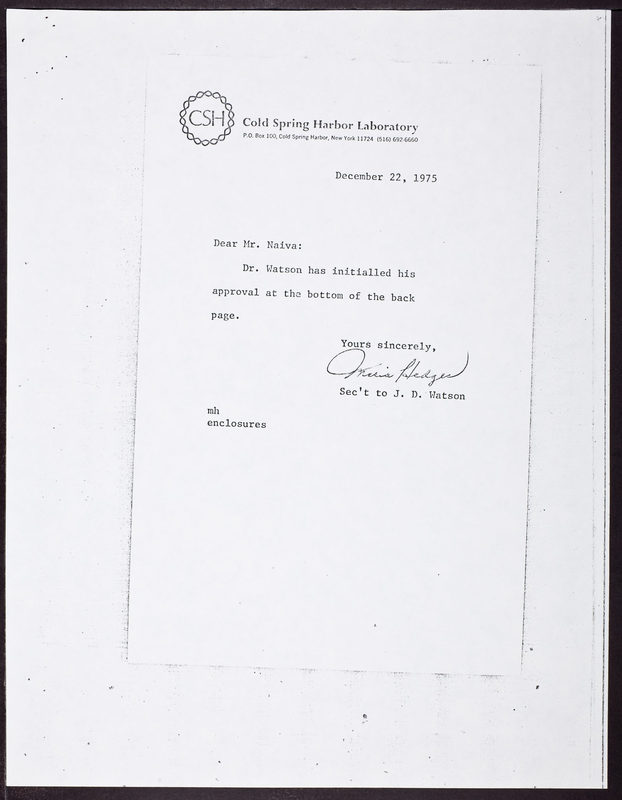 CSH
Cold Spring Harbor Laboratory
P.O. Box 100, Cold Spring Harbor, New York 11724 (516) 692-6660
December 22, 1975
Dear Mr. Naiva:
Dr. Watson has initialled his
approval at the bottom of the back
page.
Yours sincerely,
Maria Hedges
Sec't to J. D. Watson
mh
enclosures